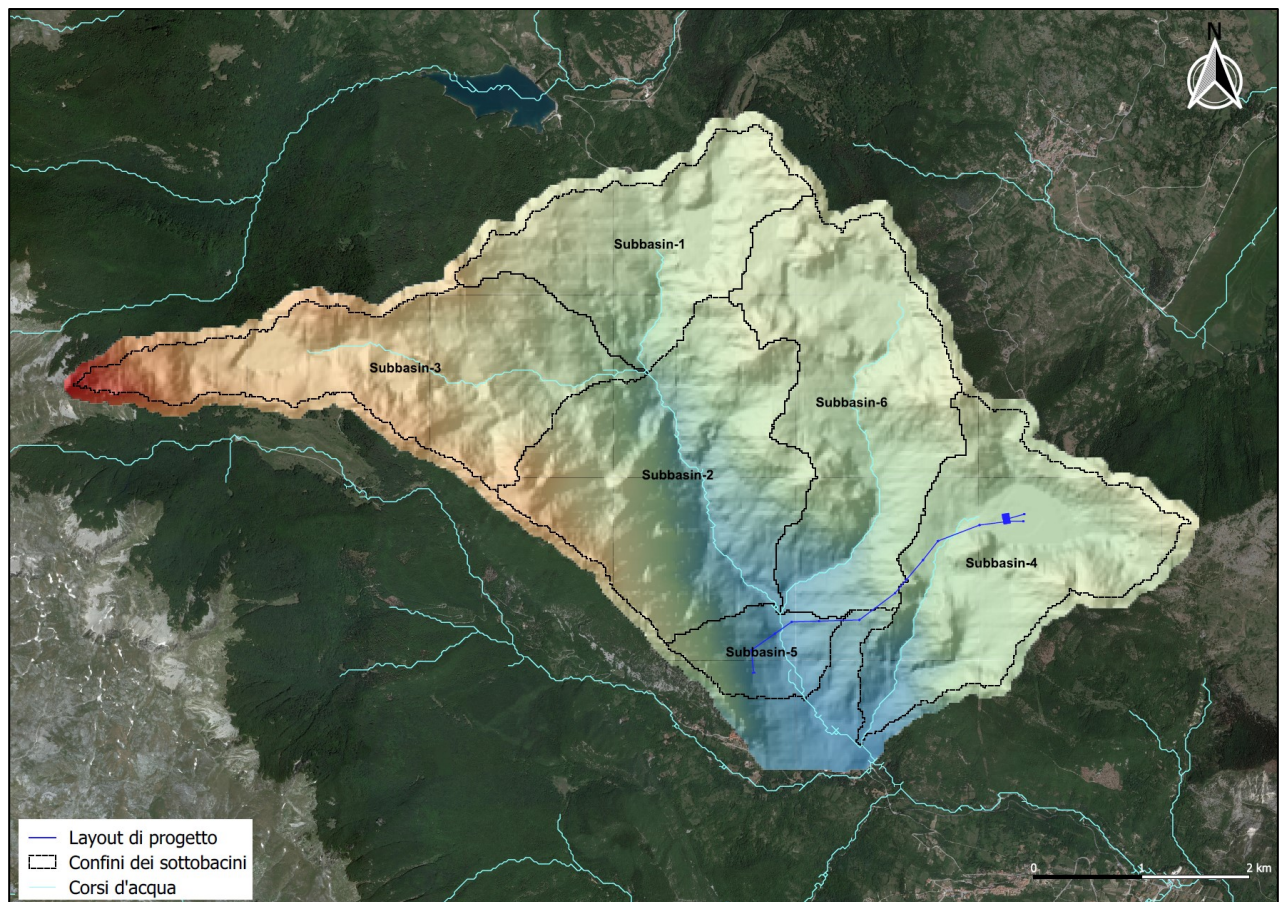 N
Subbasin-1
Subbasin-3
Subbasin-6
Subbasin-2
Subbasin-4
Subbasin-5
Layout di progetto
Confini dei sottobacini
Corsi d'acqua
0 1 2 km